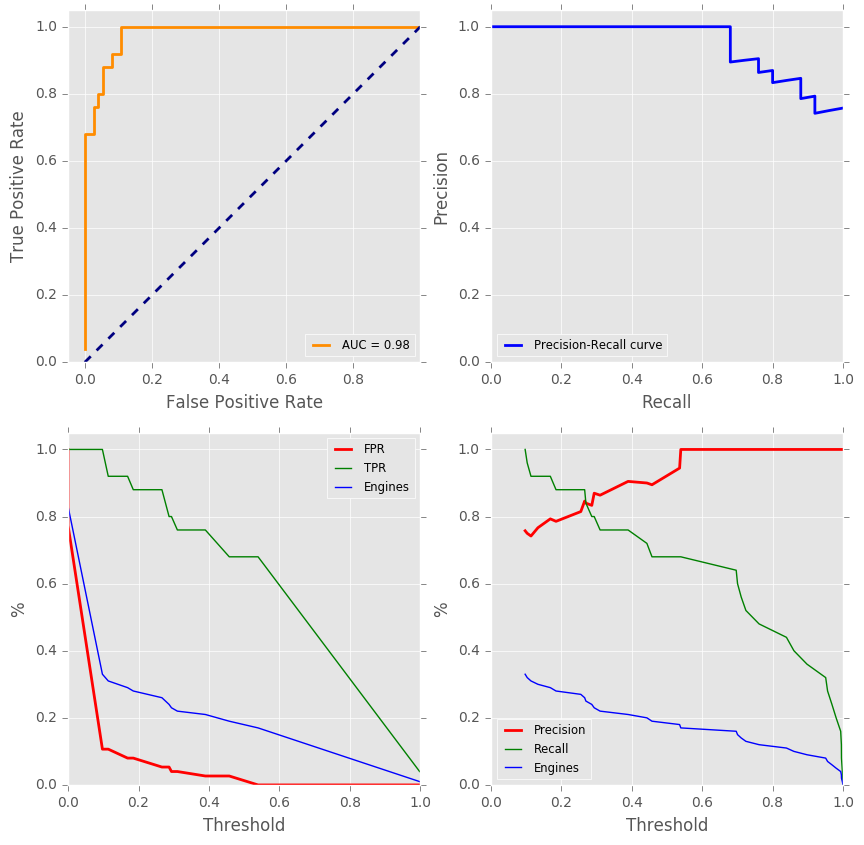 1.0
0.8
0.6
0.4
0.2
0.0
True Positive Rate
0.0 0.2 0.4 0.6 0.8
False Positive Rate
AUC = 0.98
1.0
0.8
0.6
0.4
0.2
0.0
Precision
0.0 0.2 0.4 0.6 0.8 1.0
Recall
Precision-Recall curve
1.0
0.8
0.6
0.4
0.2
0.0
%
0.0 0.2 0.4 0.6 0.8 1.0
Threshold
FPR
TPR
Engines
1.0
0.8
0.6
0.4
0.2
0.0
%
0.0 0.2 0.4 0.6 0.8 1.0
Threshold
Precision
Recall
Engines